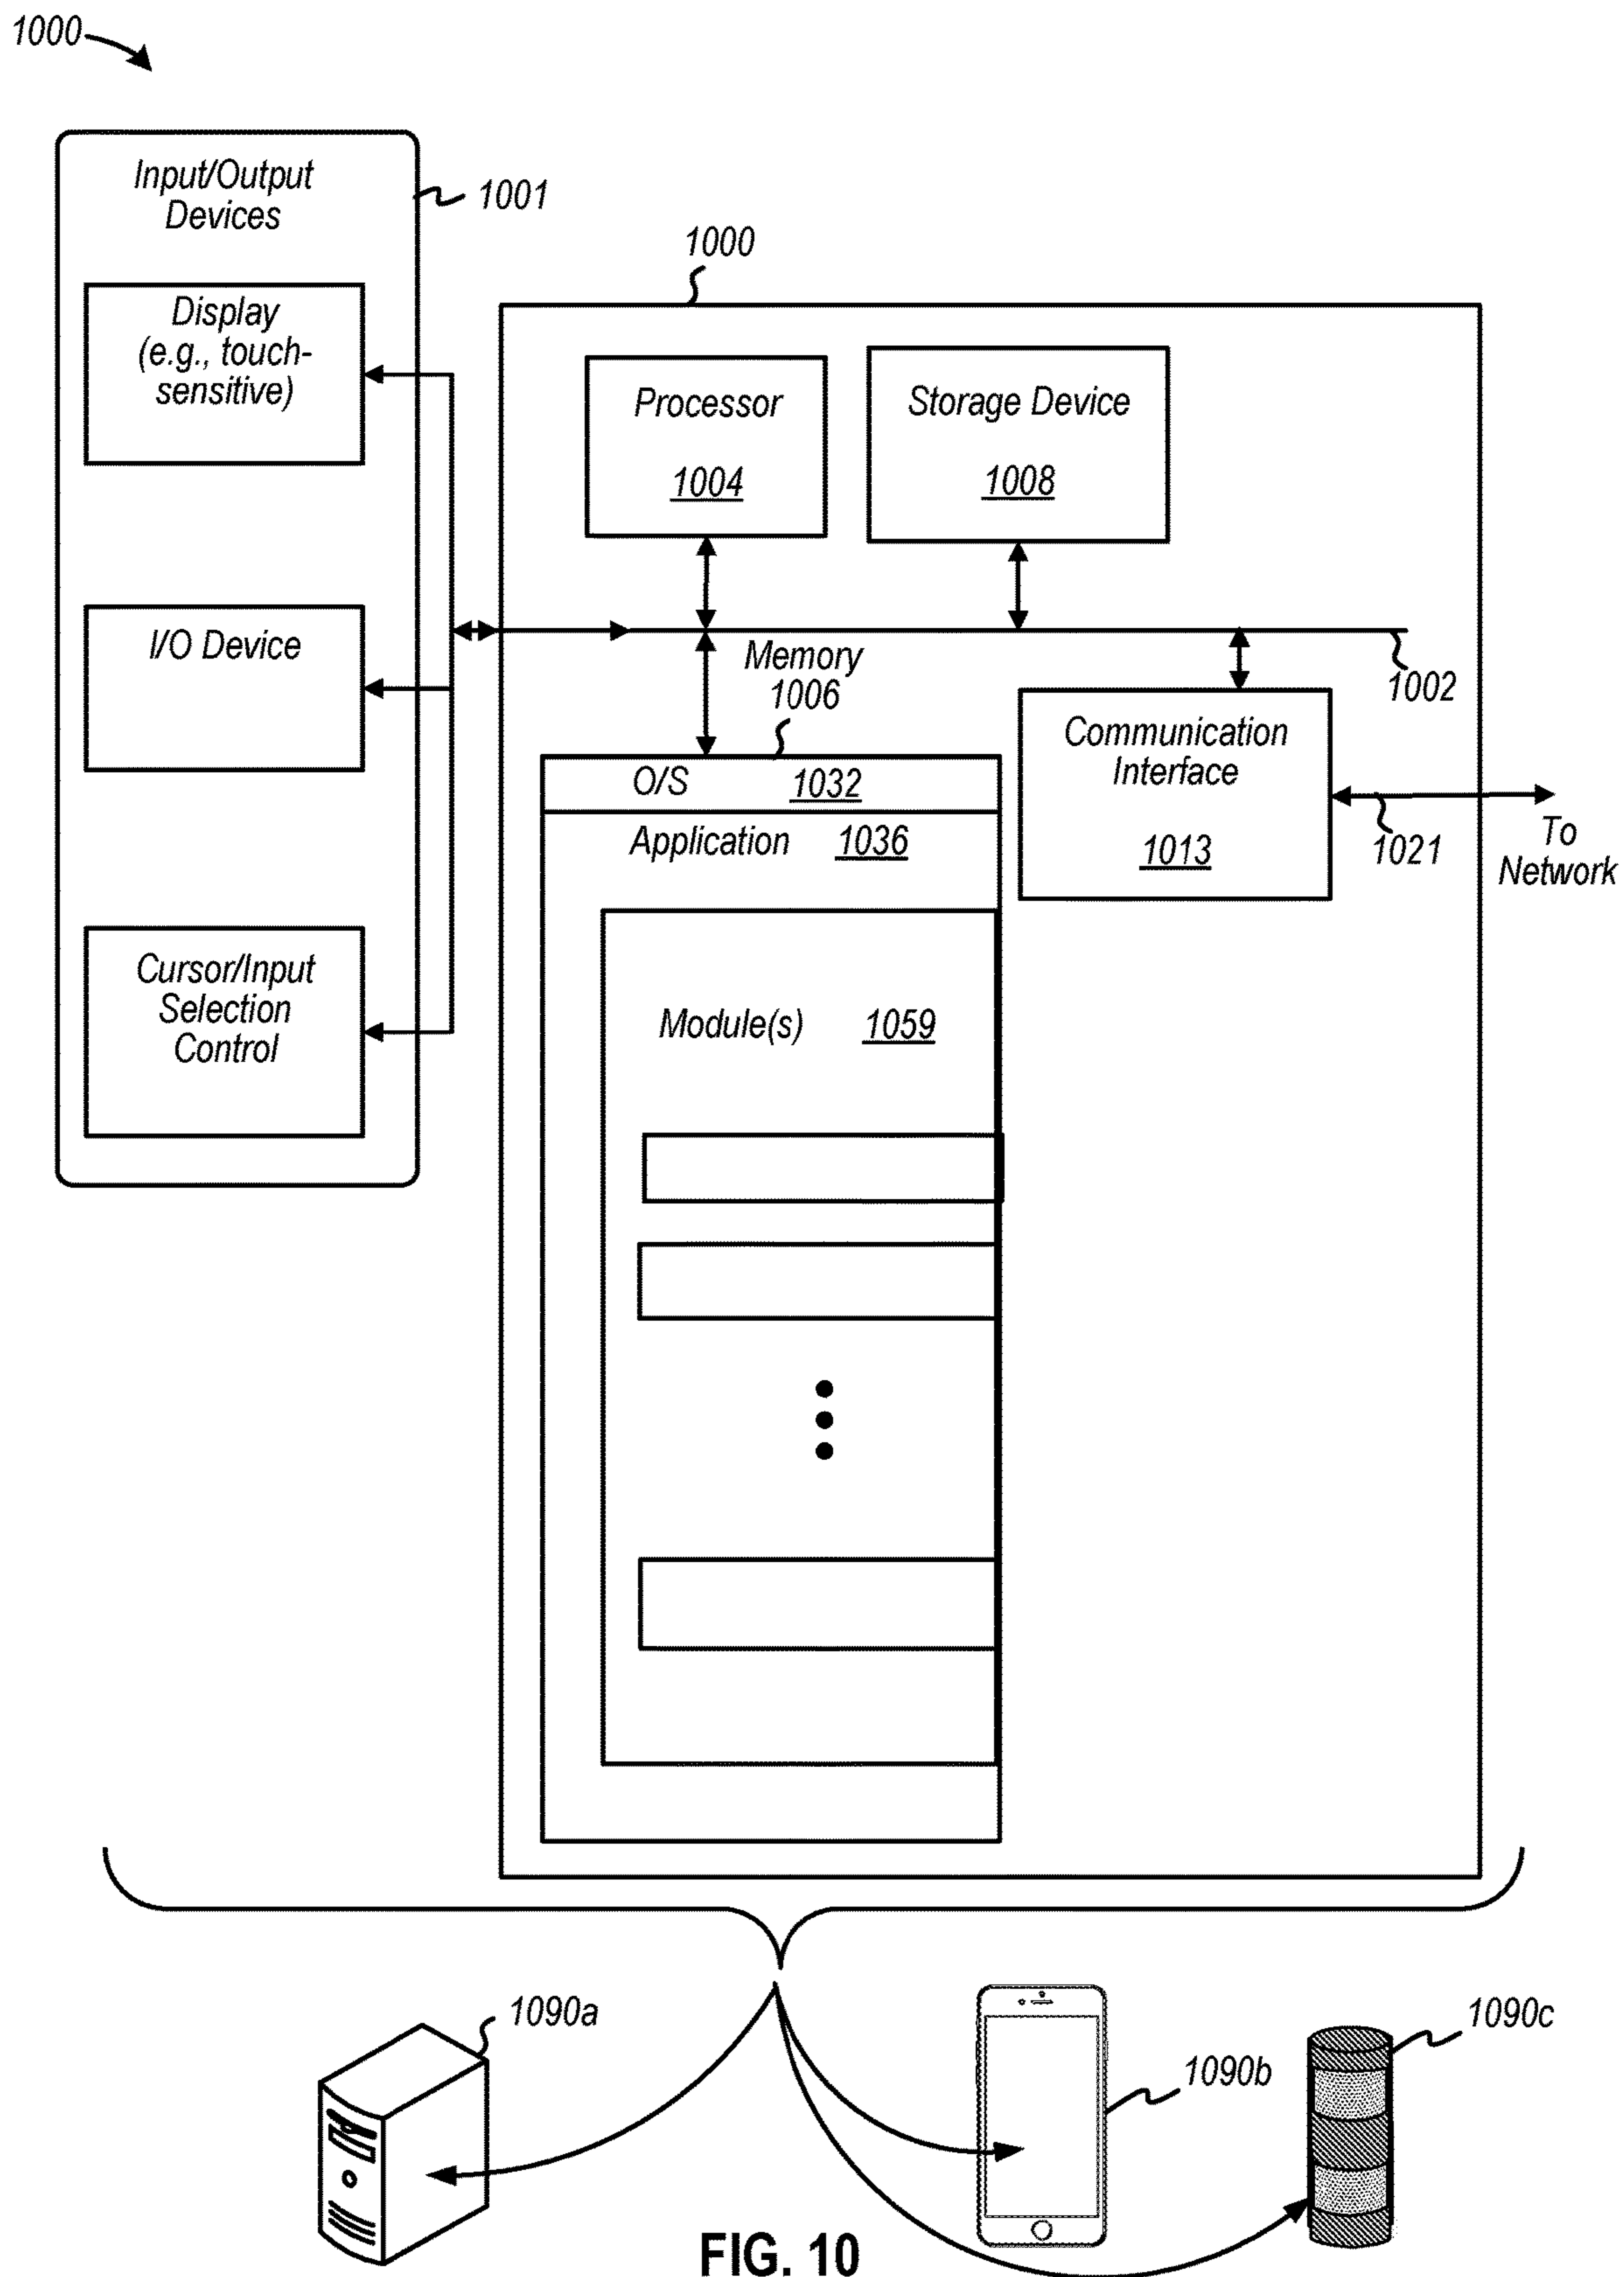 1000
Input/Output
Devices
1001
Display
(e.g., touch-
sensitive)
I/O Device
Cursor/Input
Selection
Control
1000
Processor
1004
Storage Device
1008
1002
Memory
1006
O/S 1032
Application 1036
Module(s) 1059
Communication
Interface
1013
1021
To
Network
1090a
1090b
1090c
FIG. 10